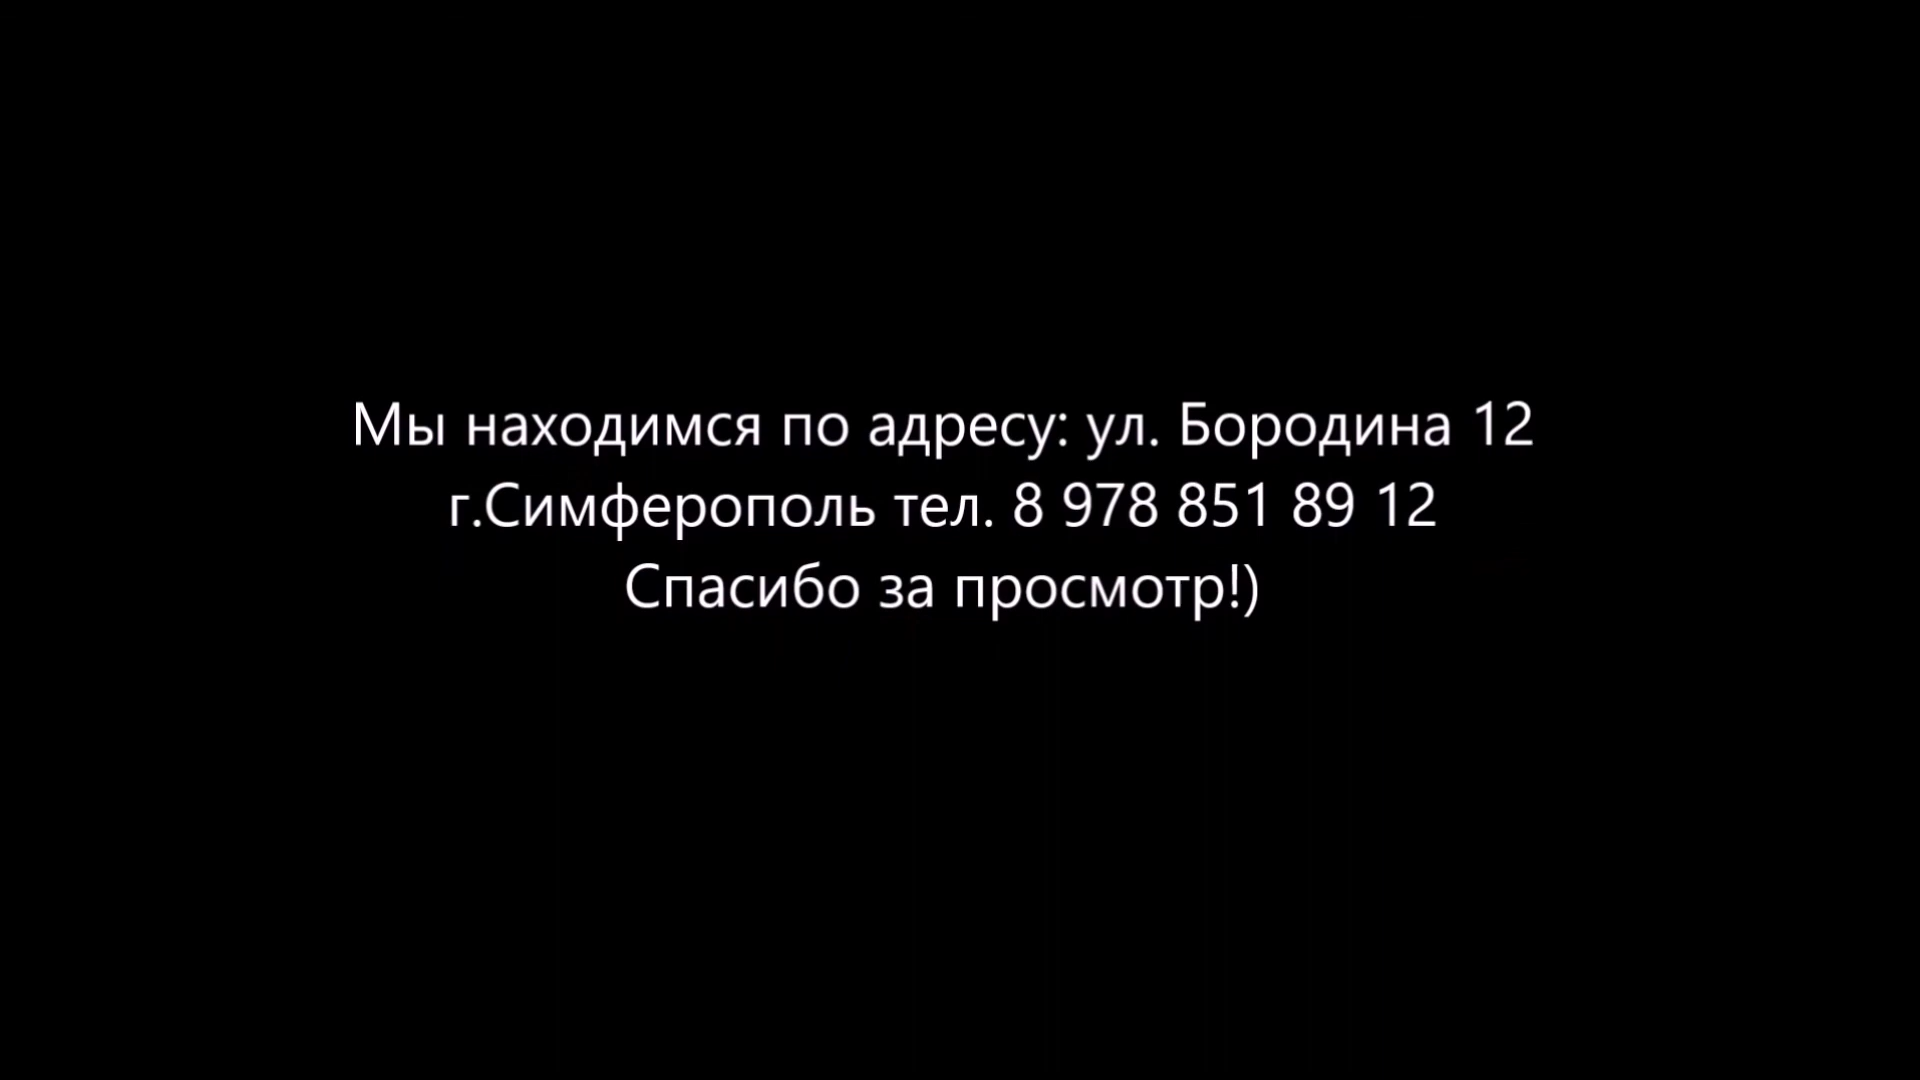 Мы находимся по адресу: ул. Бородина 12
г.Симферополь тел. 8 978 851 89 12
Спасибо за просмотр!)